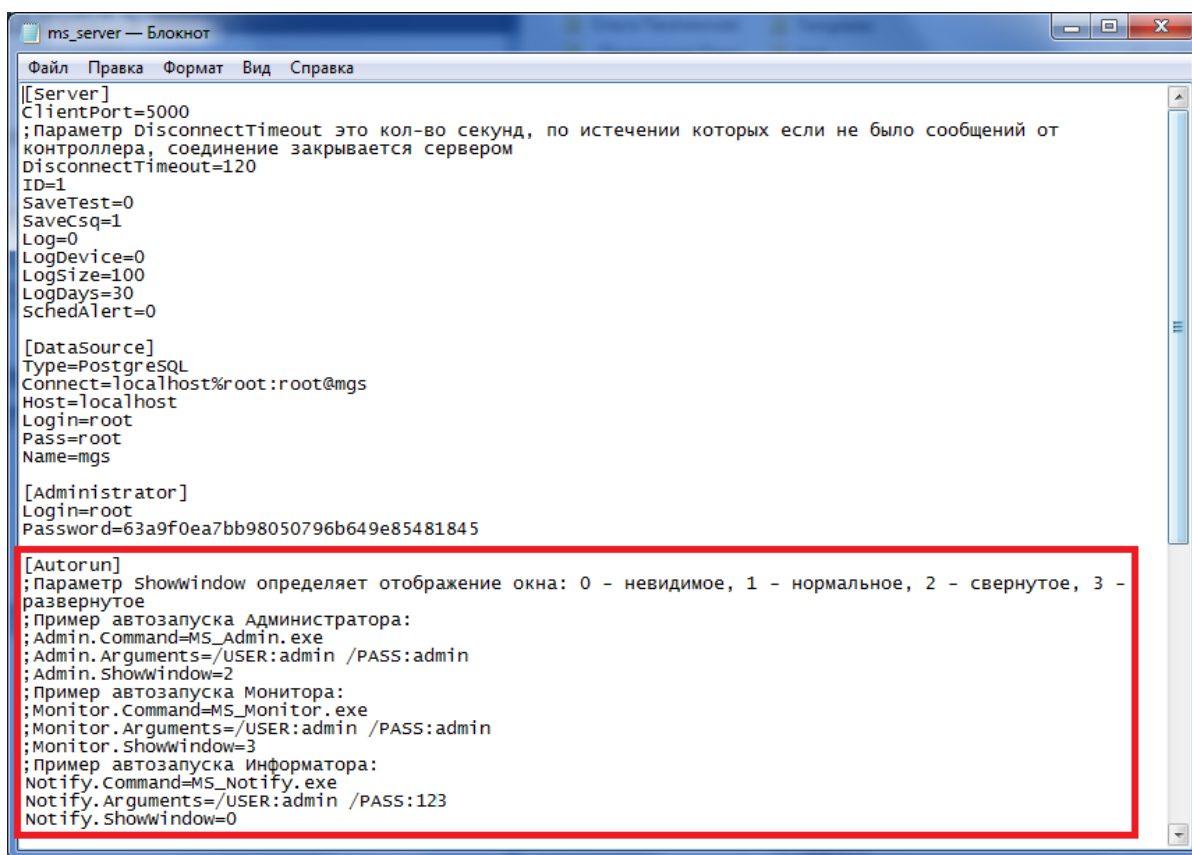 ms_server — Блокнот
Файл Правка Формат Вид Справка
[Server]
ClientPort=5000
;Параметр DisconnectTimeout это кол-во секунд, по истечении которых если не было сообщений от
контроллера, соединение закрывается сервером
DisconnectTimeout=120
ID=1
SaveTest=0
SaveCsq=1
Log=0
LogDevice=0
LogSize=100
LogDays=30
SchedAlert=0
[DataSource]
Type=PostgreSQL
Connect=localhost%root:root@mgs
Host=localhost
Login=root
Pass=root
Name=mgs
[Administrator]
Login=root
Password=63a9f0ea7bb98050796b649e85481845
[Autorun]
;Параметр ShowWindow определяет отображение окна: 0 - невидимое, 1 - нормальное, 2 - свернутое, 3 -
развернутое
;Пример автозапуска Администратора:
;Admin.Command=MS_Admin.exe
;Admin.Arguments=/USER:admin /PASS:admin
;Admin.ShowWindow=2
;Пример автозапуска Монитора:
;Monitor.Command=MS_Monitor.exe
;Monitor.Arguments=/USER:admin /PASS:admin
;Monitor.ShowWindow=3
;Пример автозапуска Информатора:
Notify.Command=MS_Notify.exe
Notify.Arguments=/USER:admin /PASS:123
Notify.ShowWindow=0